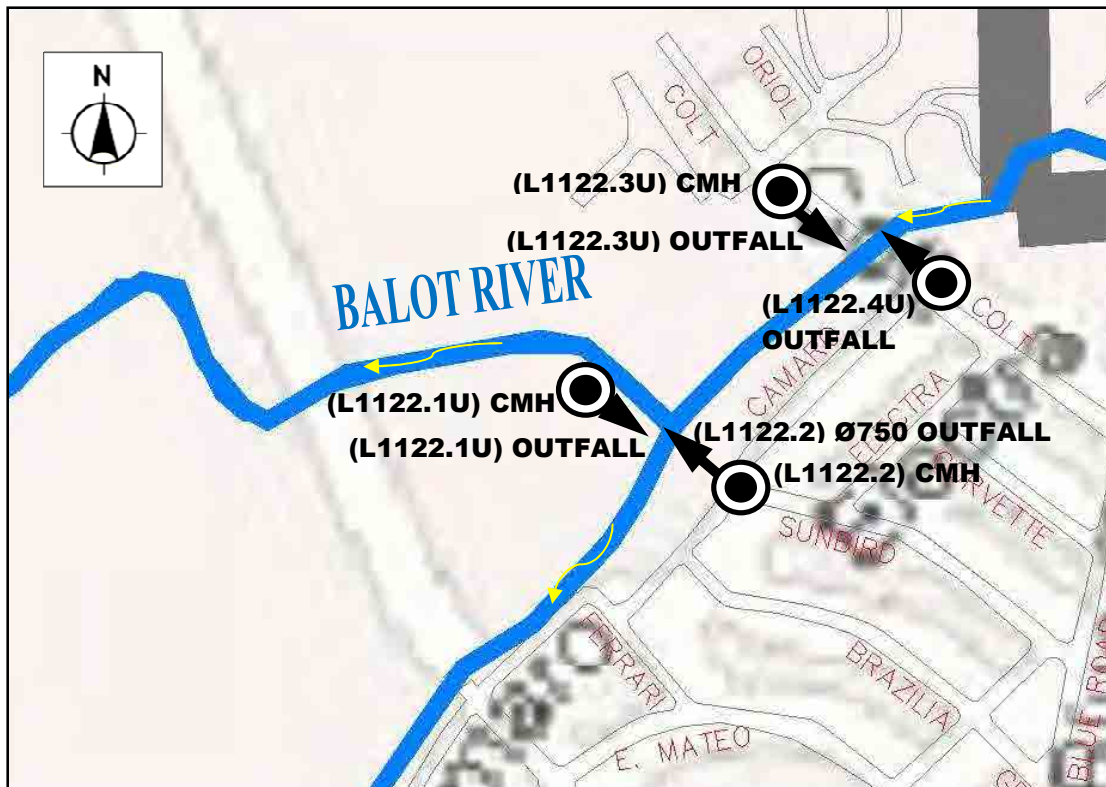 N
ORIOL
COLT
(L1122.3U) CMH
(L1122.3U) OUTFALL
BALOT RIVER
(L1122.4U)
OUTFALL
COLT
CAMARO
ELECTRA
(L1122.1U) CMH
(L1122.1U) OUTFALL
(L1122.2) Ø750 OUTFALL
(L1122.2) CMH
CORVETTE
SUNBIRD
FERRARI
BRAZILIA
BLUE ROAD
E. MATEO